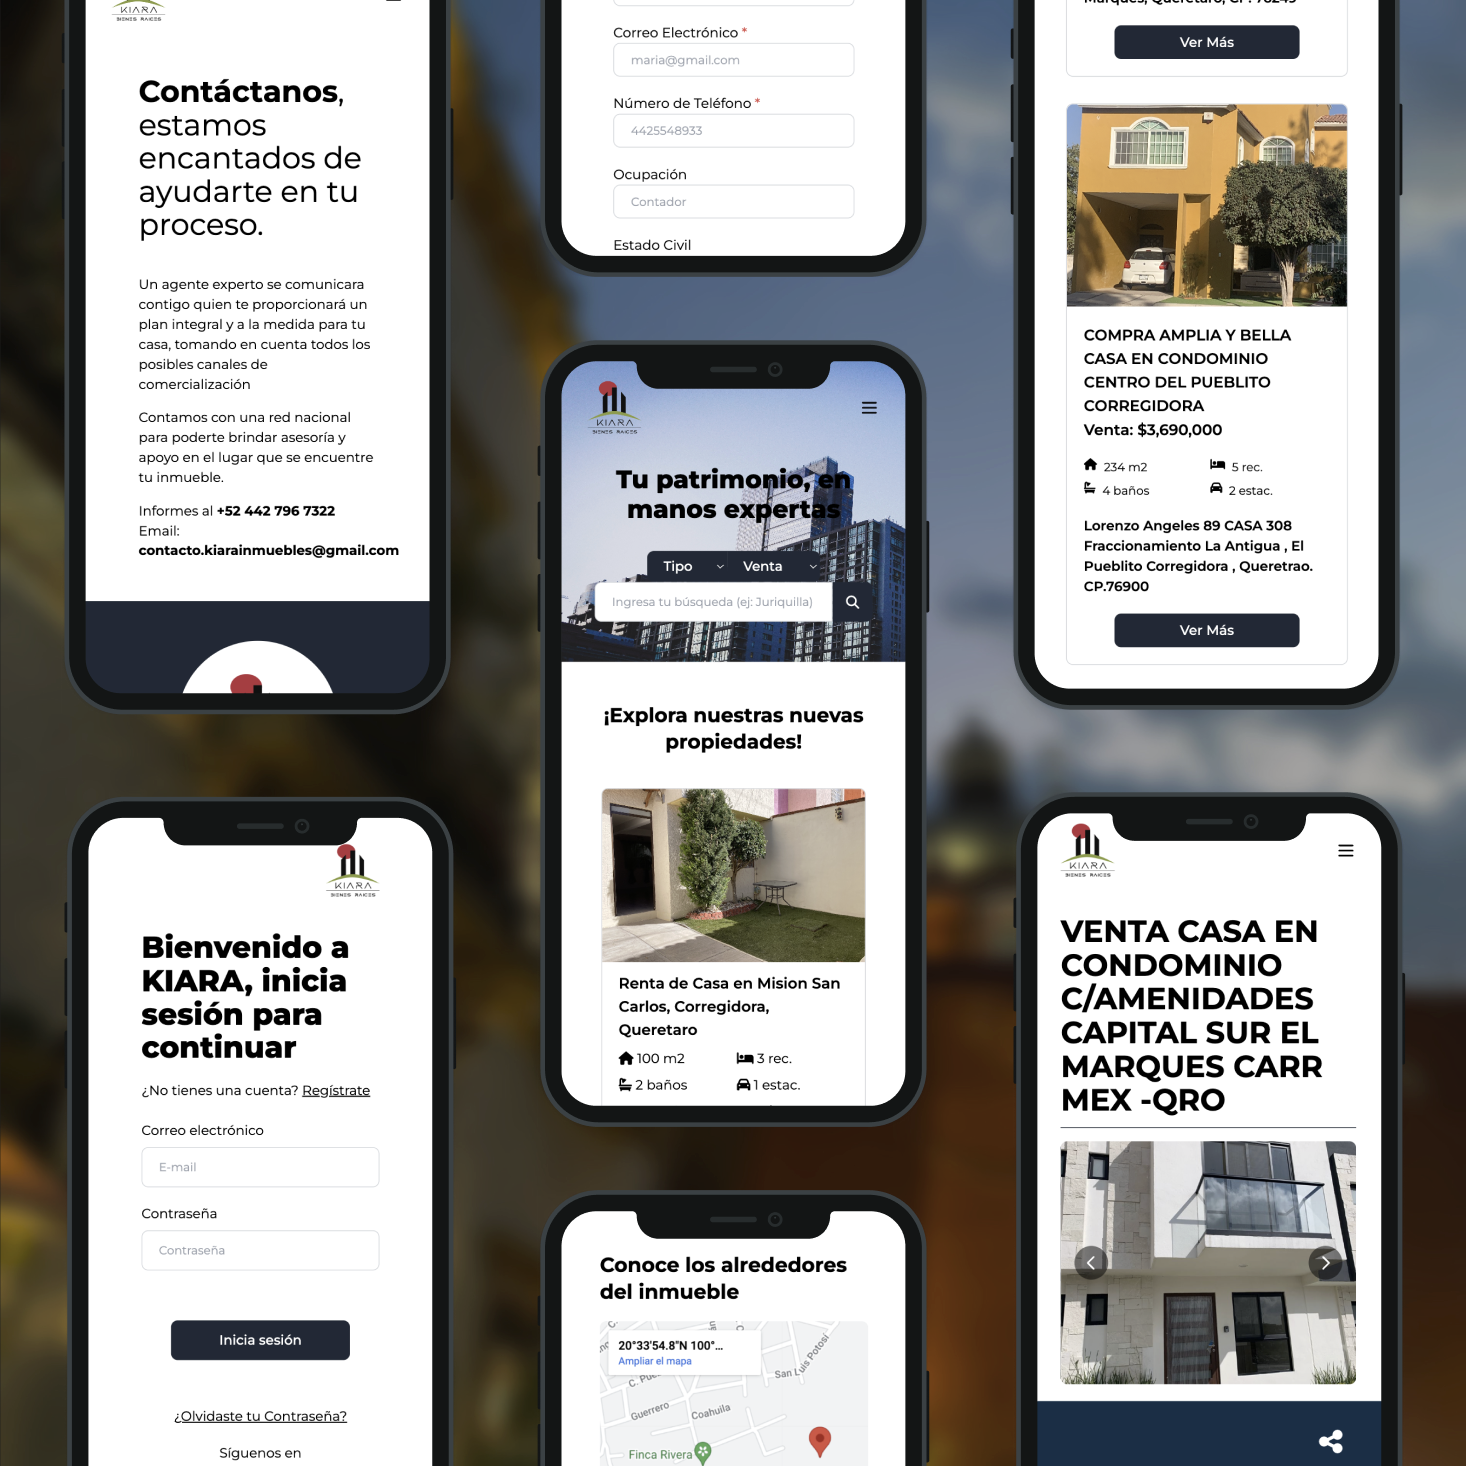 KIARA
BIENES RAICES
Contáctanos,
estamos
encantados de
ayudarte en tu
proceso.
Un agente experto se comunicara
contigo quien te proporcionará un
plan integral y a la medida para tu
casa, tomando en cuenta todos los
posibles canales de
comercialización
Contamos con una red nacional
para poderte brindar asesoría y
apoyo en el lugar que se encuentre
tu inmueble.
Informes al +52 442 796 7322
Email:
contacto.kiarainmuebles@gmail.com
Bienvenido a
KIARA, inicia
sesión para
continuar
KIARA
BIENES RAICES
¿No tienes una cuenta? Regístrate
Correo electrónico
E-mail
Contraseña
Contraseña
Inicia sesión
¿Olvidaste tu Contraseña?
Síguenos en
Correo Electrónico *
maria@gmail.com
Número de Teléfono *
4425548933
Ocupación
Contador
Estado Civil
KIARA
BIENES RAICES
Tu patrimonio, en
manos expertas
Tipo Venta
Ingresa tu búsqueda (ej: Juriquilla)
¡Explora nuestras nuevas
propiedades!
Renta de Casa en Mision San
Carlos, Corregidora,
Queretaro
100 m2 3 rec.
2 baños 1 estac.
Conoce los alrededores
del inmueble
20°33'54.8"N 100°...
Ampliar el mapa
San Luis Potosí
Guerrero
Coahuila
Finca Rivera
Marqués, Querétaro, CP. 76245
Ver Más
COMPRA AMPLIA Y BELLA
CASA EN CONDOMINIO
CENTRO DEL PUEBLITO
CORREGIDORA
Venta: $3,690,000
234 m2 5 rec.
4 baños 2 estac.
Lorenzo Angeles 89 CASA 308
Fraccionamiento La Antigua , El
Pueblito Corregidora , Queretrao.
CP.76900
Ver Más
KIARA
BIENES RAICES
VENTA CASA EN
CONDOMINIO
C/AMENIDADES
CAPITAL SUR EL
MARQUES CARR
MEX -QRO